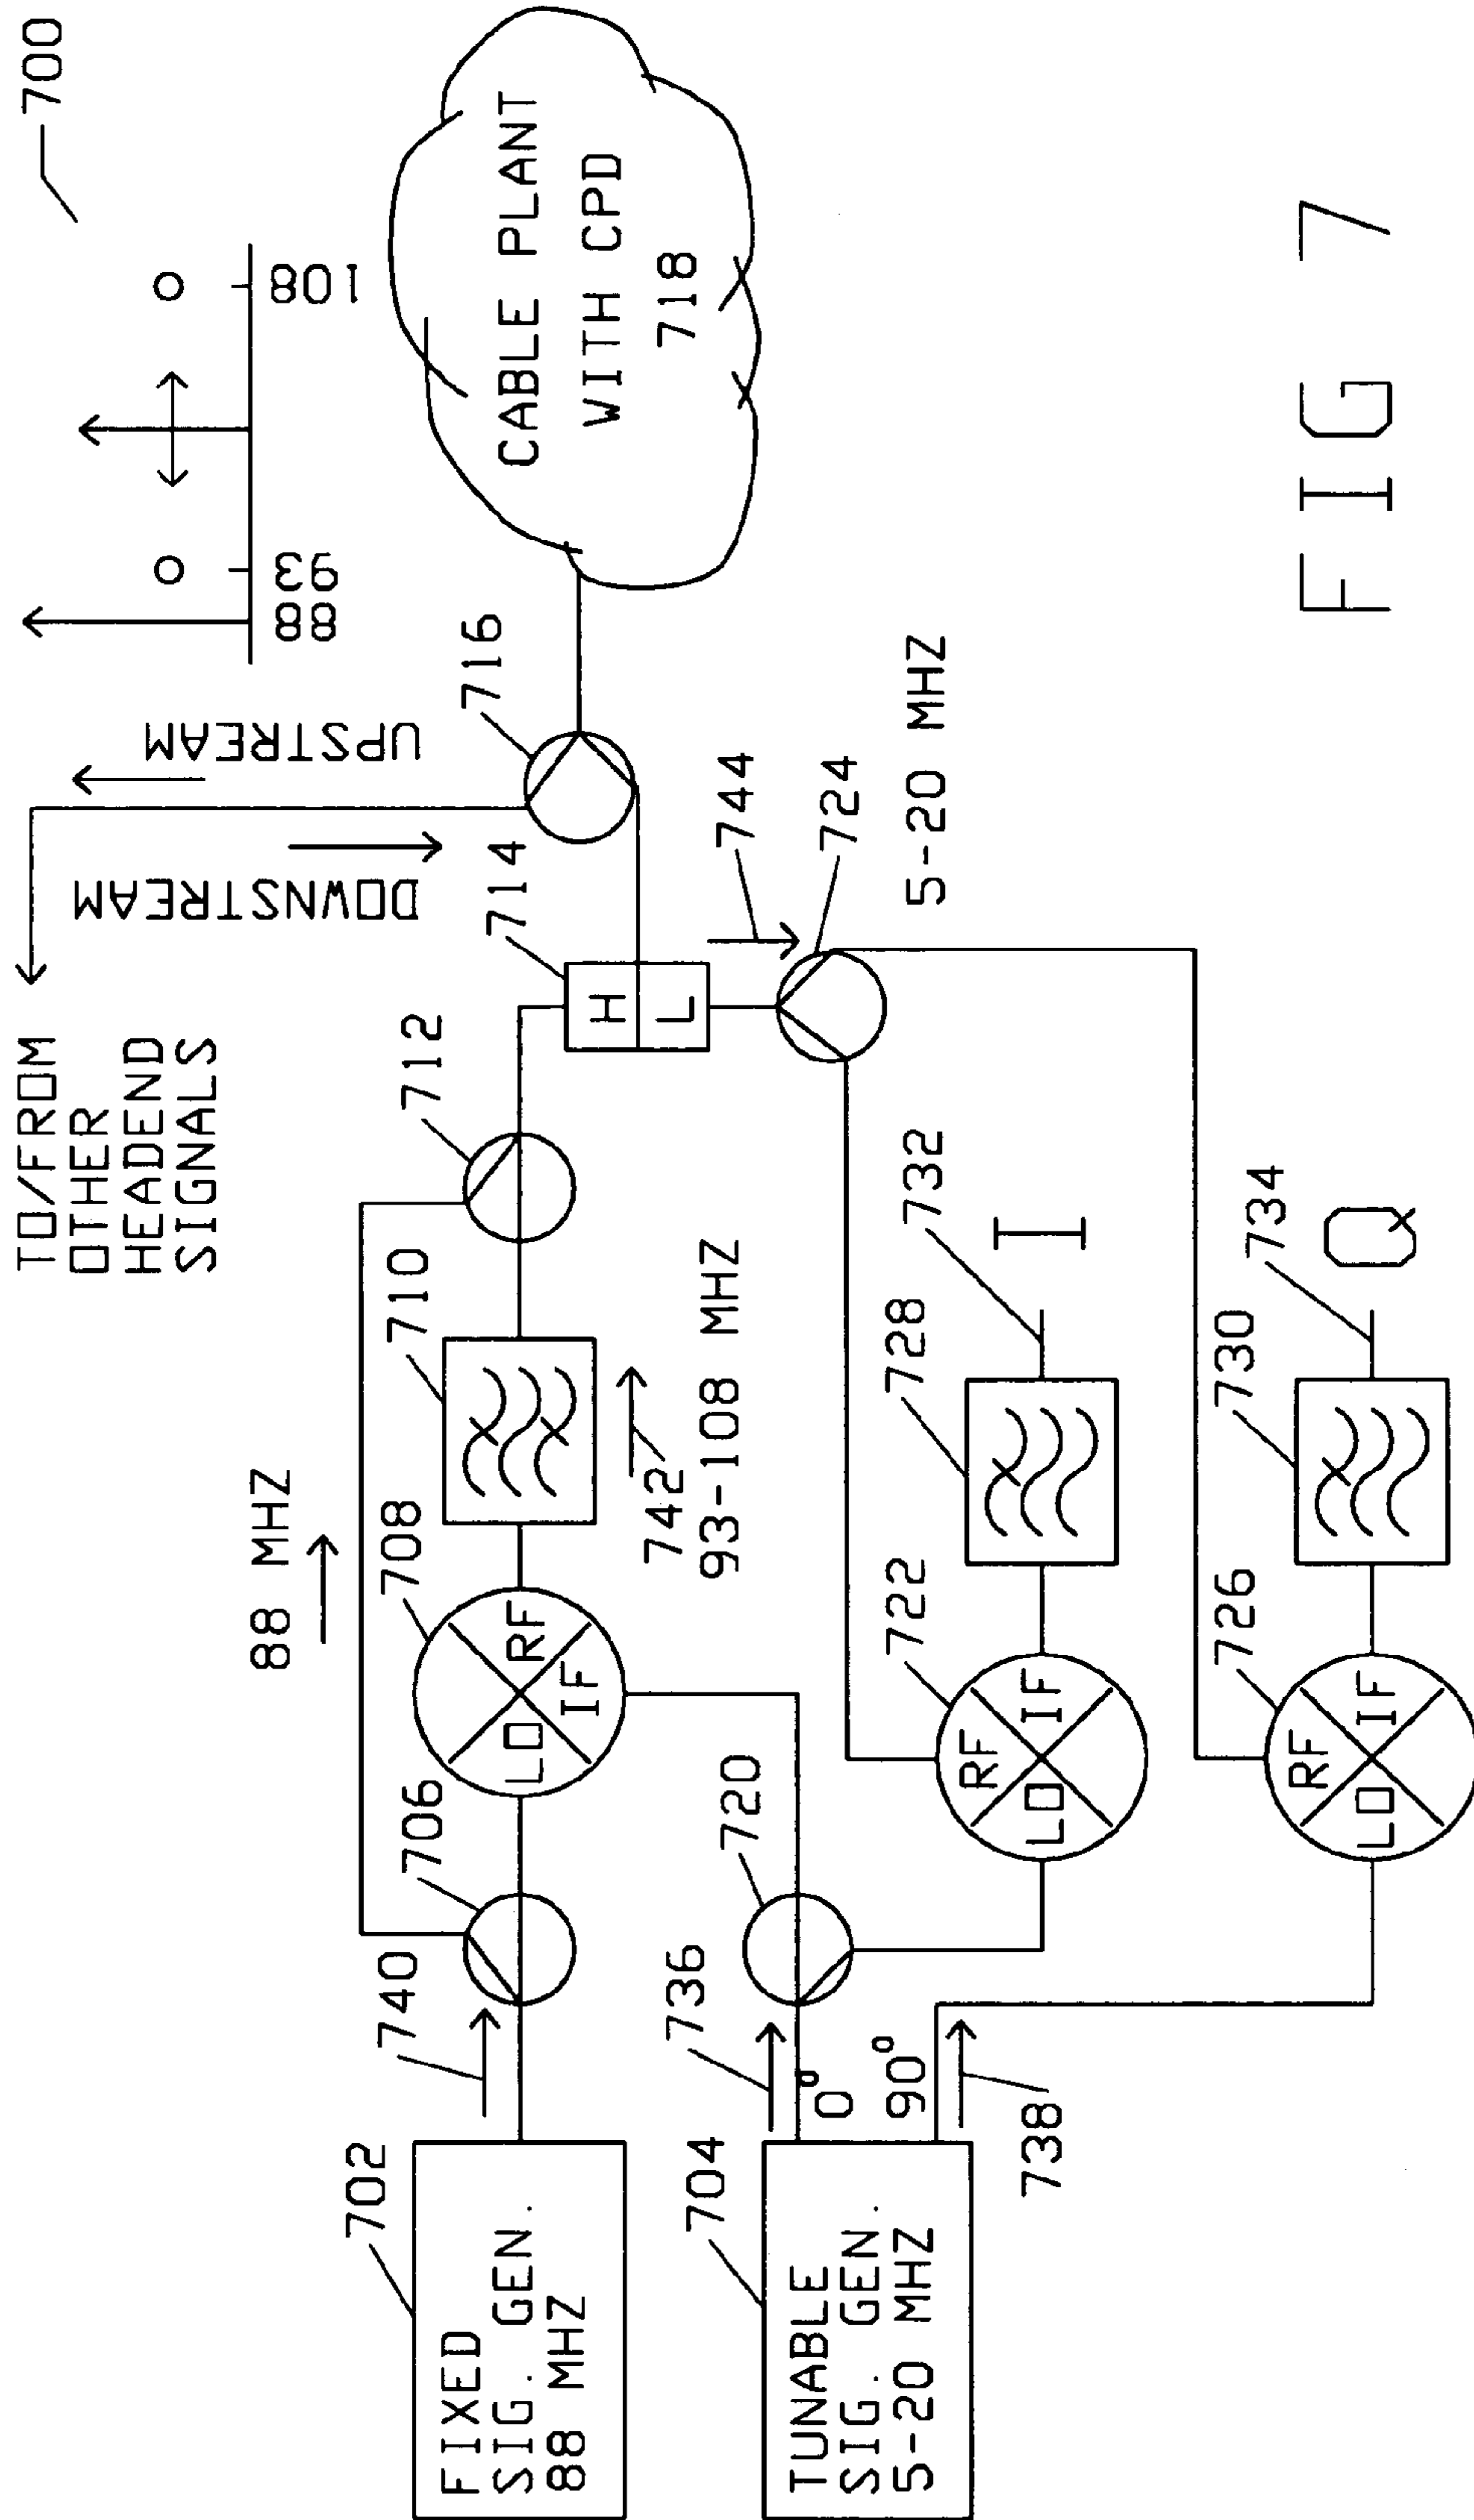 700
TO/FROM
OTHER
HEADEND
SIGNALS
DOWNSTREAM
UPSTREAM
88
93
108
88 MHZ
702
FIXED
SIG. GEN.
88 MHZ
740
706
LO
RF
IF
708
710
712
714
H
L
716
CABLE PLANT
WITH CPD
718
742
93-108 MHZ
744
724
5-20 MHZ
704
TUNABLE
SIG. GEN.
5-20 MHZ
736
0°
90°
738
720
722
RF
LO
IF
728
732
I
726
RF
LO
IF
730
734
Q
FIG 7